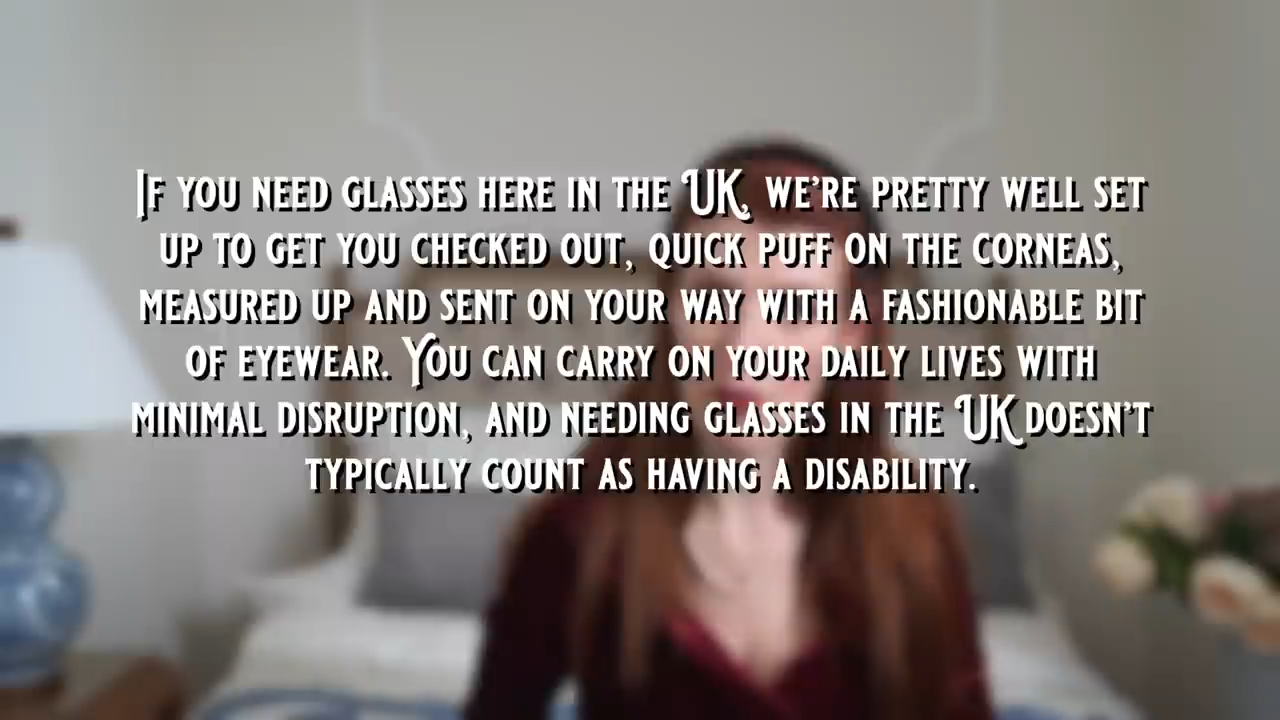 If you need glasses here in the UK, we're pretty well set
up to get you checked out, quick puff on the corneas,
measured up and sent on your way with a fashionable bit
of eyewear. You can carry on your daily lives with
minimal disruption, and needing glasses in the UK doesn't
typically count as having a disability.